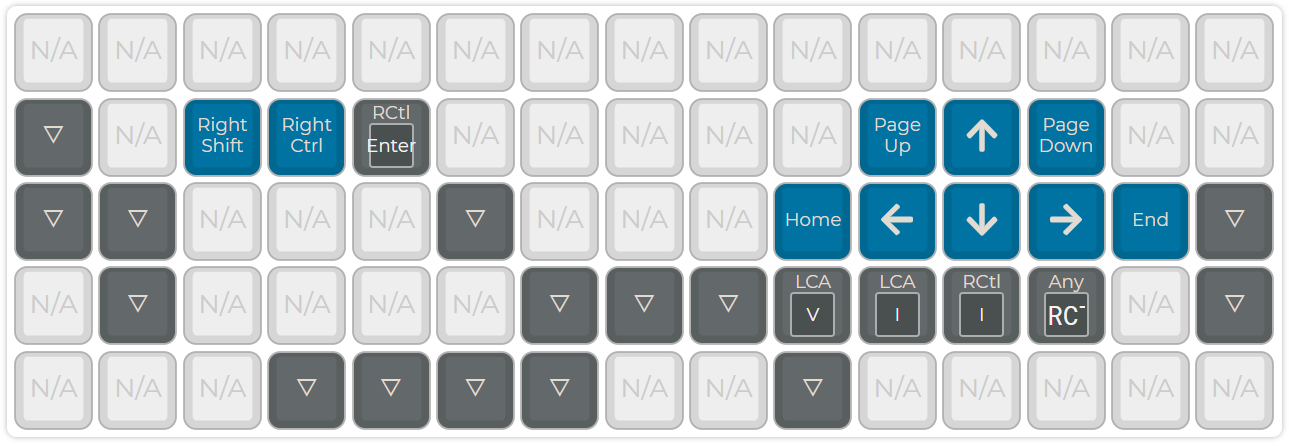 N/A N/A N/A N/A N/A N/A N/A N/A N/A N/A N/A N/A N/A N/A N/A
N/A
Right
Shift
Right
Ctrl
RCtl
Enter
N/A N/A N/A N/A N/A
Page
Up
Page
Down
N/A N/A
N/A N/A N/A N/A N/A N/A
Home
End
N/A N/A N/A N/A N/A
LCA
V
LCA
I
RCtl
I
Any
RC-
N/A
N/A N/A N/A N/A N/A N/A N/A N/A N/A N/A